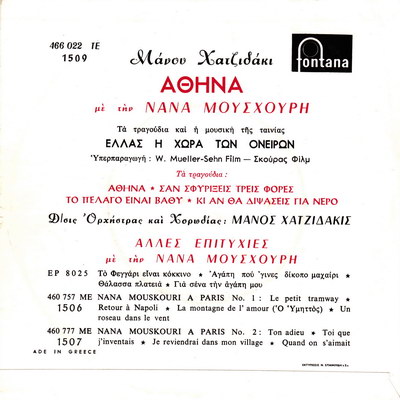 466 022 TE
1509
Μάνου Χατζιδάκι
fontana
ΑΘΗΝΑ
μὲ τὴν ΝΑΝΑ ΜΟΥΣΧΟΥΡΗ
Τὰ τραγούδια καὶ ἡ μουσικὴ τῆς ταινίας
ΕΛΛΑΣ Η ΧΩΡΑ ΤΩΝ ΟΝΕΙΡΩΝ
Ὑπερπαραγωγή : W. Mueller-Sehn Film — Σκούρας Φίλμ
Τὰ τραγούδια :
ΑΘΗΝΑ ★ ΣΑΝ ΣΦΥΡΙΞΕΙΣ ΤΡΕΙΣ ΦΟΡΕΣ
ΤΟ ΠΕΛΑΓΟ ΕΙΝΑΙ ΒΑΘΥ ★ ΚΙ ΑΝ ΘΑ ΔΙΨΑΣΕΙΣ ΓΙΑ ΝΕΡΟ
Δ)σις Ὀρχήστρας καὶ Χορωδίας: ΜΑΝΟΣ ΧΑΤΖΙΔΑΚΙΣ
ΑΛΛΕΣ ΕΠΙΤΥΧΙΕΣ
μὲ τὴν ΝΑΝΑ ΜΟΥΣΧΟΥΡΗ
EP 8025 Τὸ Φεγγάρι εἶναι κόκκινο ★ Ἀγάπη ποὺ 'γινες δίκοπο μαχαίρι ★
Θάλασσα πλατειά ★ Γιά σένα τὴν ἀγάπη μου
460 757 ME NANA MOUSKOURI A PARIS No. 1 : Le petit tramway ★
1506 Retour à Napoli ★ La montagne de l' amour (Ὁ Ὑμηττός) ★ Un
roseau dans le vent
460 777 ME NANA MOUSKOURI A PARIS No. 2 : Ton adieu ★ Toi que
1507 j'inventais ★ Je reviendrai dans mon village ★ Quand on s'aimait
ADE IN GREECE